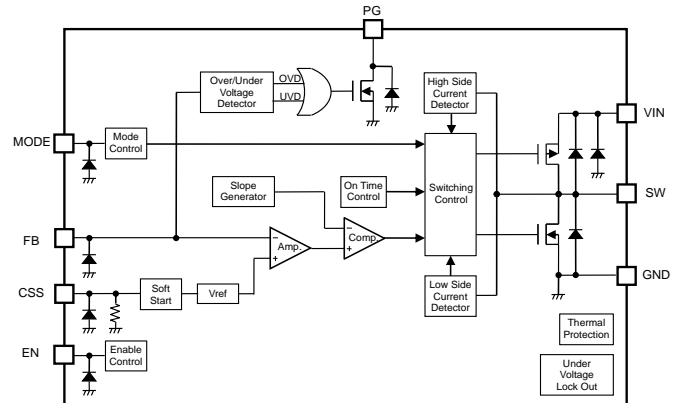 PG
Over/Under
Voltage
Detector
OVD
UVD
High Side
Current
Detector
VIN
MODE
Mode
Control
Slope
Generator
On Time
Control
Switching
Control
SW
FB
−
Amp.
+
−
Comp.
+
CSS
Soft
Start
Vref
Low Side
Current
Detector
GND
EN
Enable
Control
Thermal
Protection
Under
Voltage
Lock Out